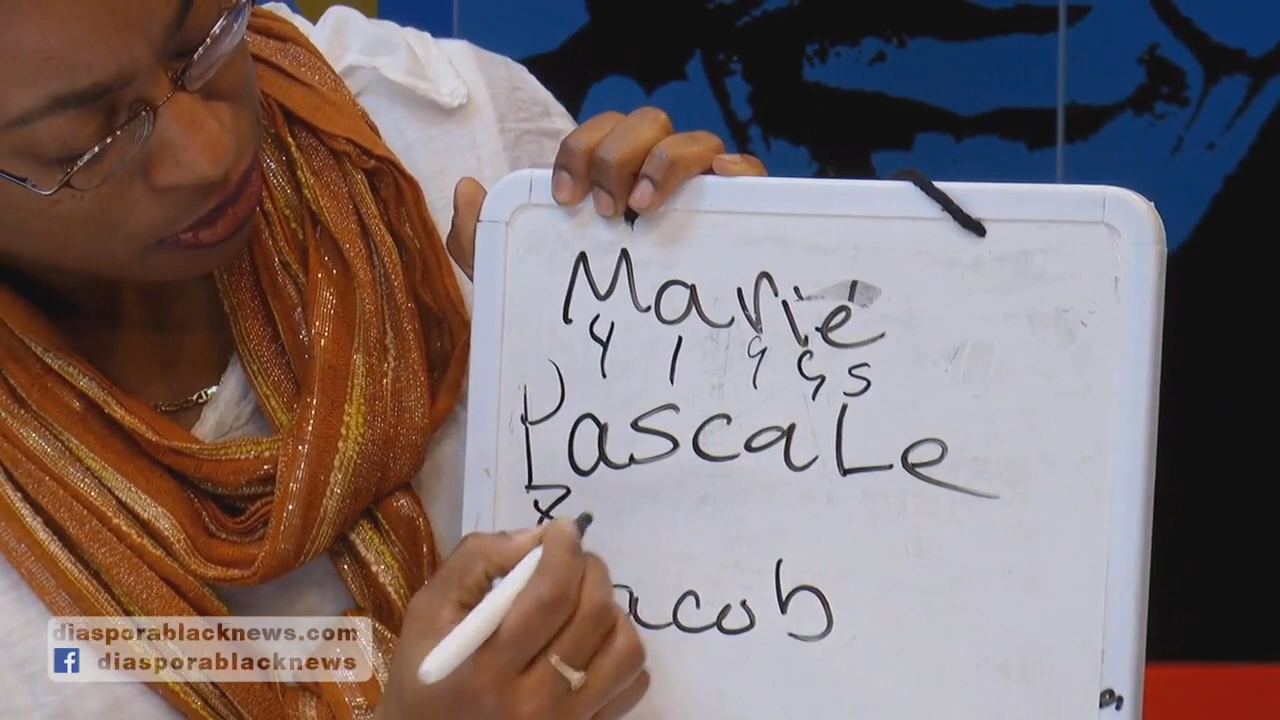 Marie
4 1 9 9 5
PascaLe
acob
diasporablacknews.com
diasporablacknews